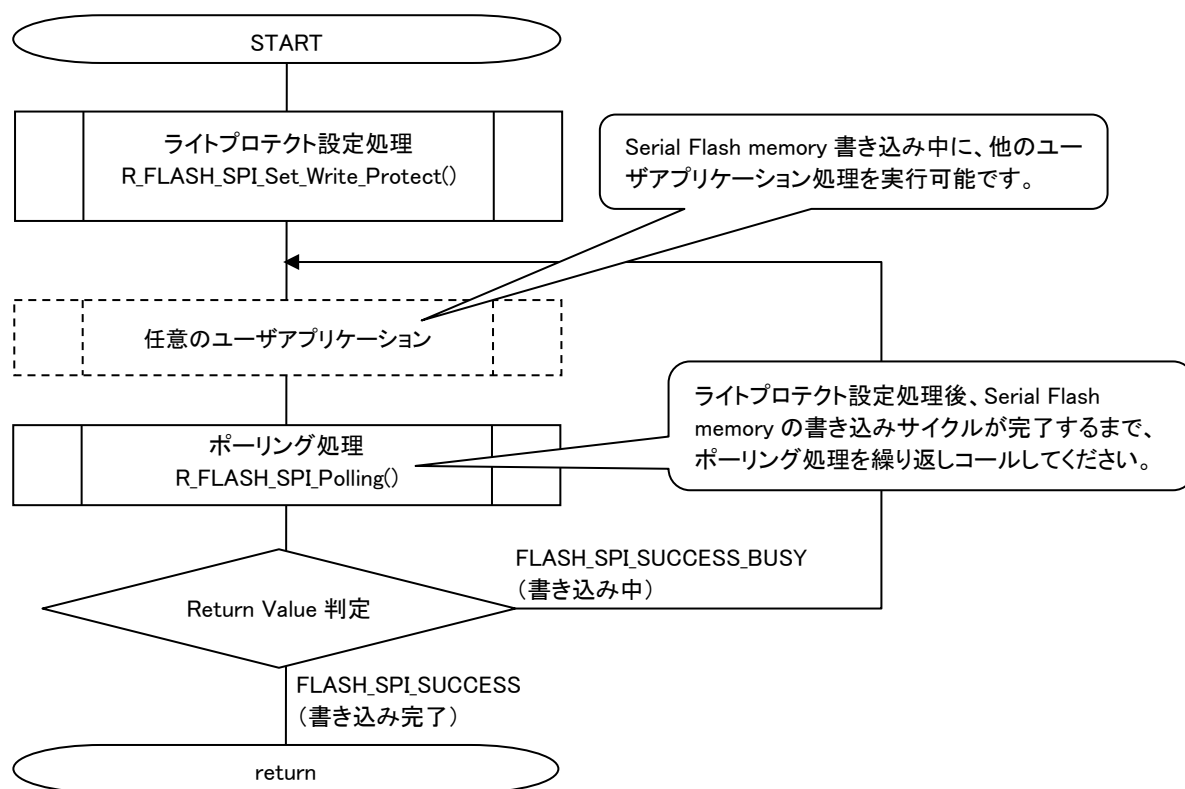 START
ライトプロテクト設定処理
R_FLASH_SPI_Set_Write_Protect()
Serial Flash memory 書き込み中に、他のユー
ザアプリケーション処理を実行可能です。
任意のユーザアプリケーション
ライトプロテクト設定処理後、Serial Flash
memory の書き込みサイクルが完了するまで、
ポーリング処理を繰り返しコールしてください。
ポーリング処理
R_FLASH_SPI_Polling()
FLASH_SPI_SUCCESS_BUSY
（書き込み中）
Return Value 判定
FLASH_SPI_SUCCESS
（書き込み完了）
return